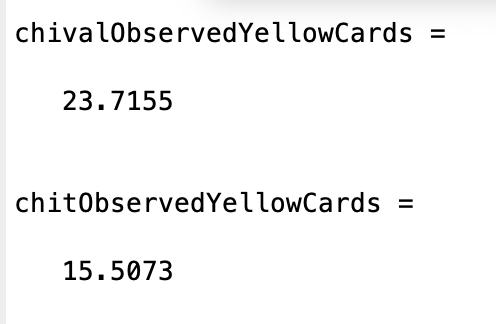 chivalObservedYellowCards =
23.7155
chitObservedYellowCards =
15.5073